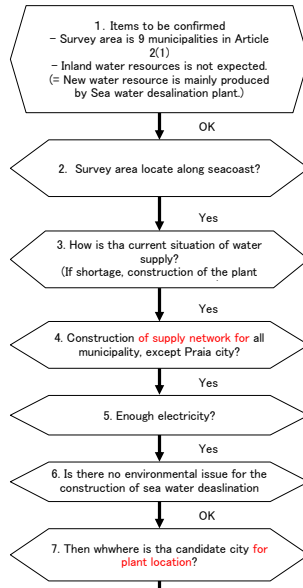 1. Items to be confirmed
- Survey area is 9 municipalities in Article
2(1)
- Inland water resources is not expected.
(= New water resource is mainly produced
by Sea water desalination plant.)
OK
2. Survey area locate along seacoast?
Yes
3. How is tha current situation of water
supply?
(If shortage, construction of the plant
Yes
4. Construction of supply network for all
municipality, except Praia city?
Yes
5. Enough electricity?
Yes
6. Is there no environmental issue for the
construction of sea water deaslination
OK
7. Then whwhere is tha candidate city for
plant location?